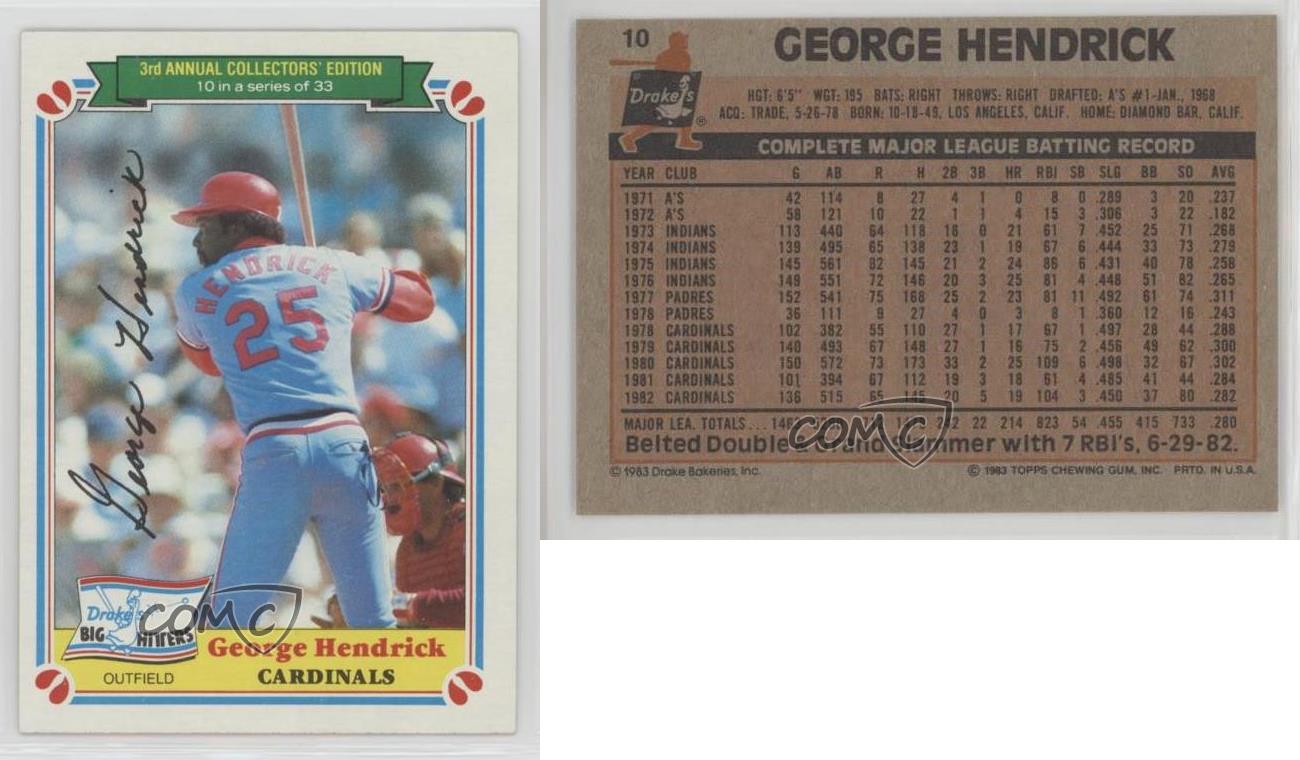 3rd ANNUAL COLLECTORS' EDITION
10 in a series of 33
HENDRICK
25
George Hendrick
Drake's
BIG HITTERS
COMC
George Hendrick
OUTFIELD
CARDINALS
10
GEORGE HENDRICK
Drake's ®
HGT: 6'5" WGT: 195 BATS: RIGHT THROWS: RIGHT DRAFTED: A'S #1-JAN., 1968
ACQ: TRADE, 5-26-78 BORN: 10-18-49, LOS ANGELES, CALIF. HOME: DIAMOND BAR, CALIF.
COMPLETE MAJOR LEAGUE BATTING RECORD
YEAR CLUB G AB R H 2B 3B HR RBI SB SLG BB SO AVG
1971 A'S 42 114 8 27 4 1 0 8 0 .289 3 20 .237
1972 A'S 58 121 10 22 1 1 4 15 3 .306 3 22 .182
1973 INDIANS 113 440 64 118 18 0 21 61 7 .452 25 71 .268
1974 INDIANS 139 495 65 138 23 1 19 67 6 .444 33 73 .279
1975 INDIANS 145 561 82 145 21 2 24 86 6 .431 40 78 .258
1976 INDIANS 149 551 72 146 20 3 25 81 4 .448 51 82 .265
1977 PADRES 152 541 75 168 25 2 23 81 11 .492 61 74 .311
1978 PADRES 36 111 9 27 4 0 3 8 1 .360 12 16 .243
1978 CARDINALS 102 382 55 110 27 1 17 67 1 .497 28 44 .288
1979 CARDINALS 140 493 67 148 27 1 16 75 2 .456 49 62 .300
1980 CARDINALS 150 572 73 173 33 2 25 109 6 .498 32 67 .302
1981 CARDINALS 101 394 67 112 19 3 18 61 4 .485 41 44 .284
1982 CARDINALS 136 515 65 145 20 5 19 104 3 .450 37 80 .282
MAJOR LEA. TOTALS... 22 214 823 54 .455 415 733 .280
COMC
Belted Double & Grand Slammer with 7 RBI's, 6-29-82.
© 1983 Drake Bakeries, Inc. © 1983 TOPPS CHEWING GUM, INC. PRTD. IN U.S.A.